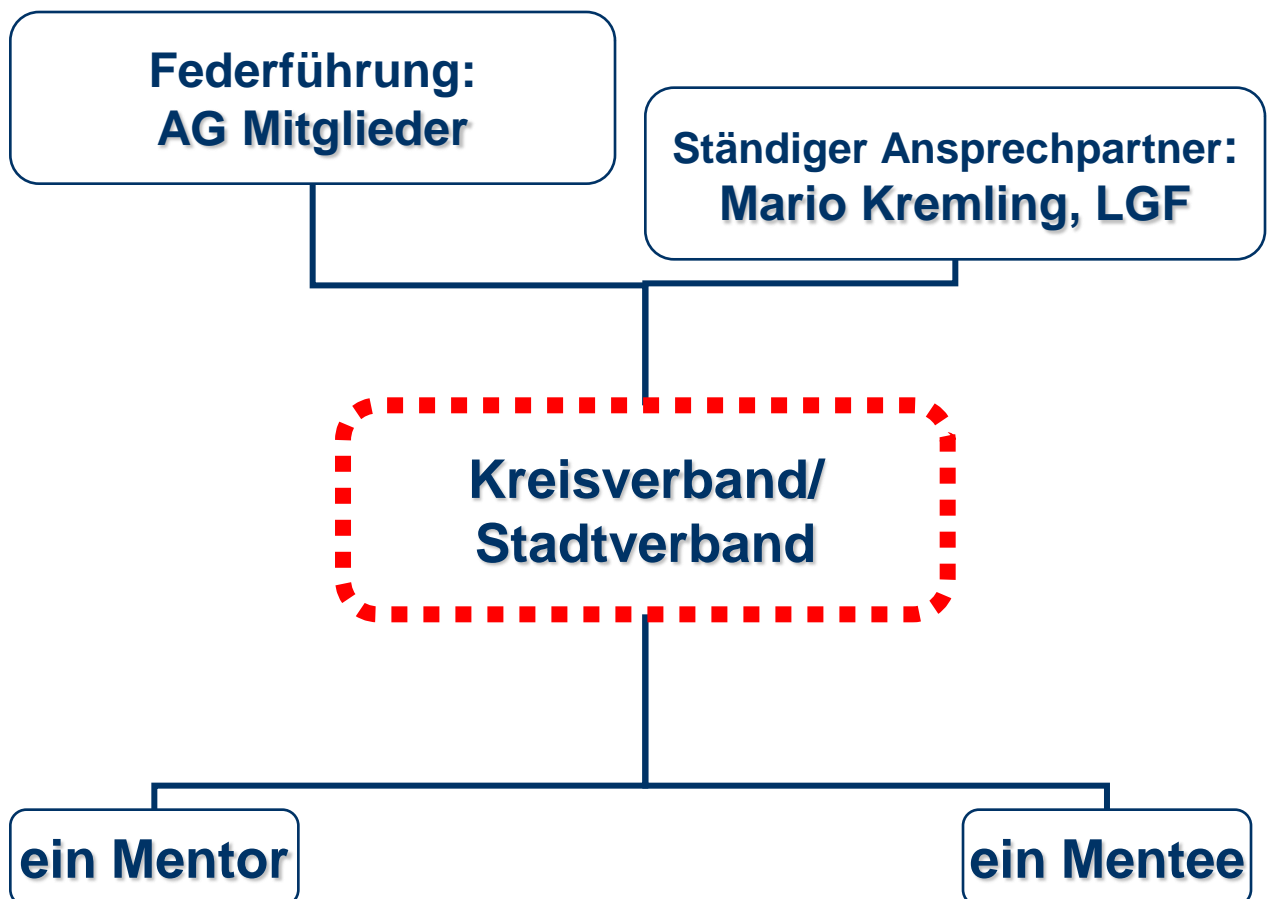 Federführung:
AG Mitglieder
Ständiger Ansprechpartner:
Mario Kremling, LGF
Kreisverband/
Stadtverband
ein Mentor
ein Mentee